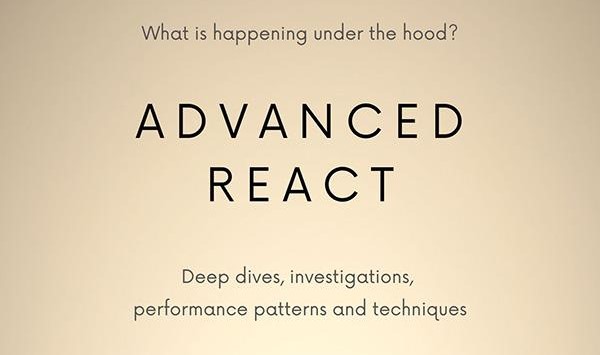 What is happening under the hood?
ADVANCED
REACT
Deep dives, investigations,
performance patterns and techniques